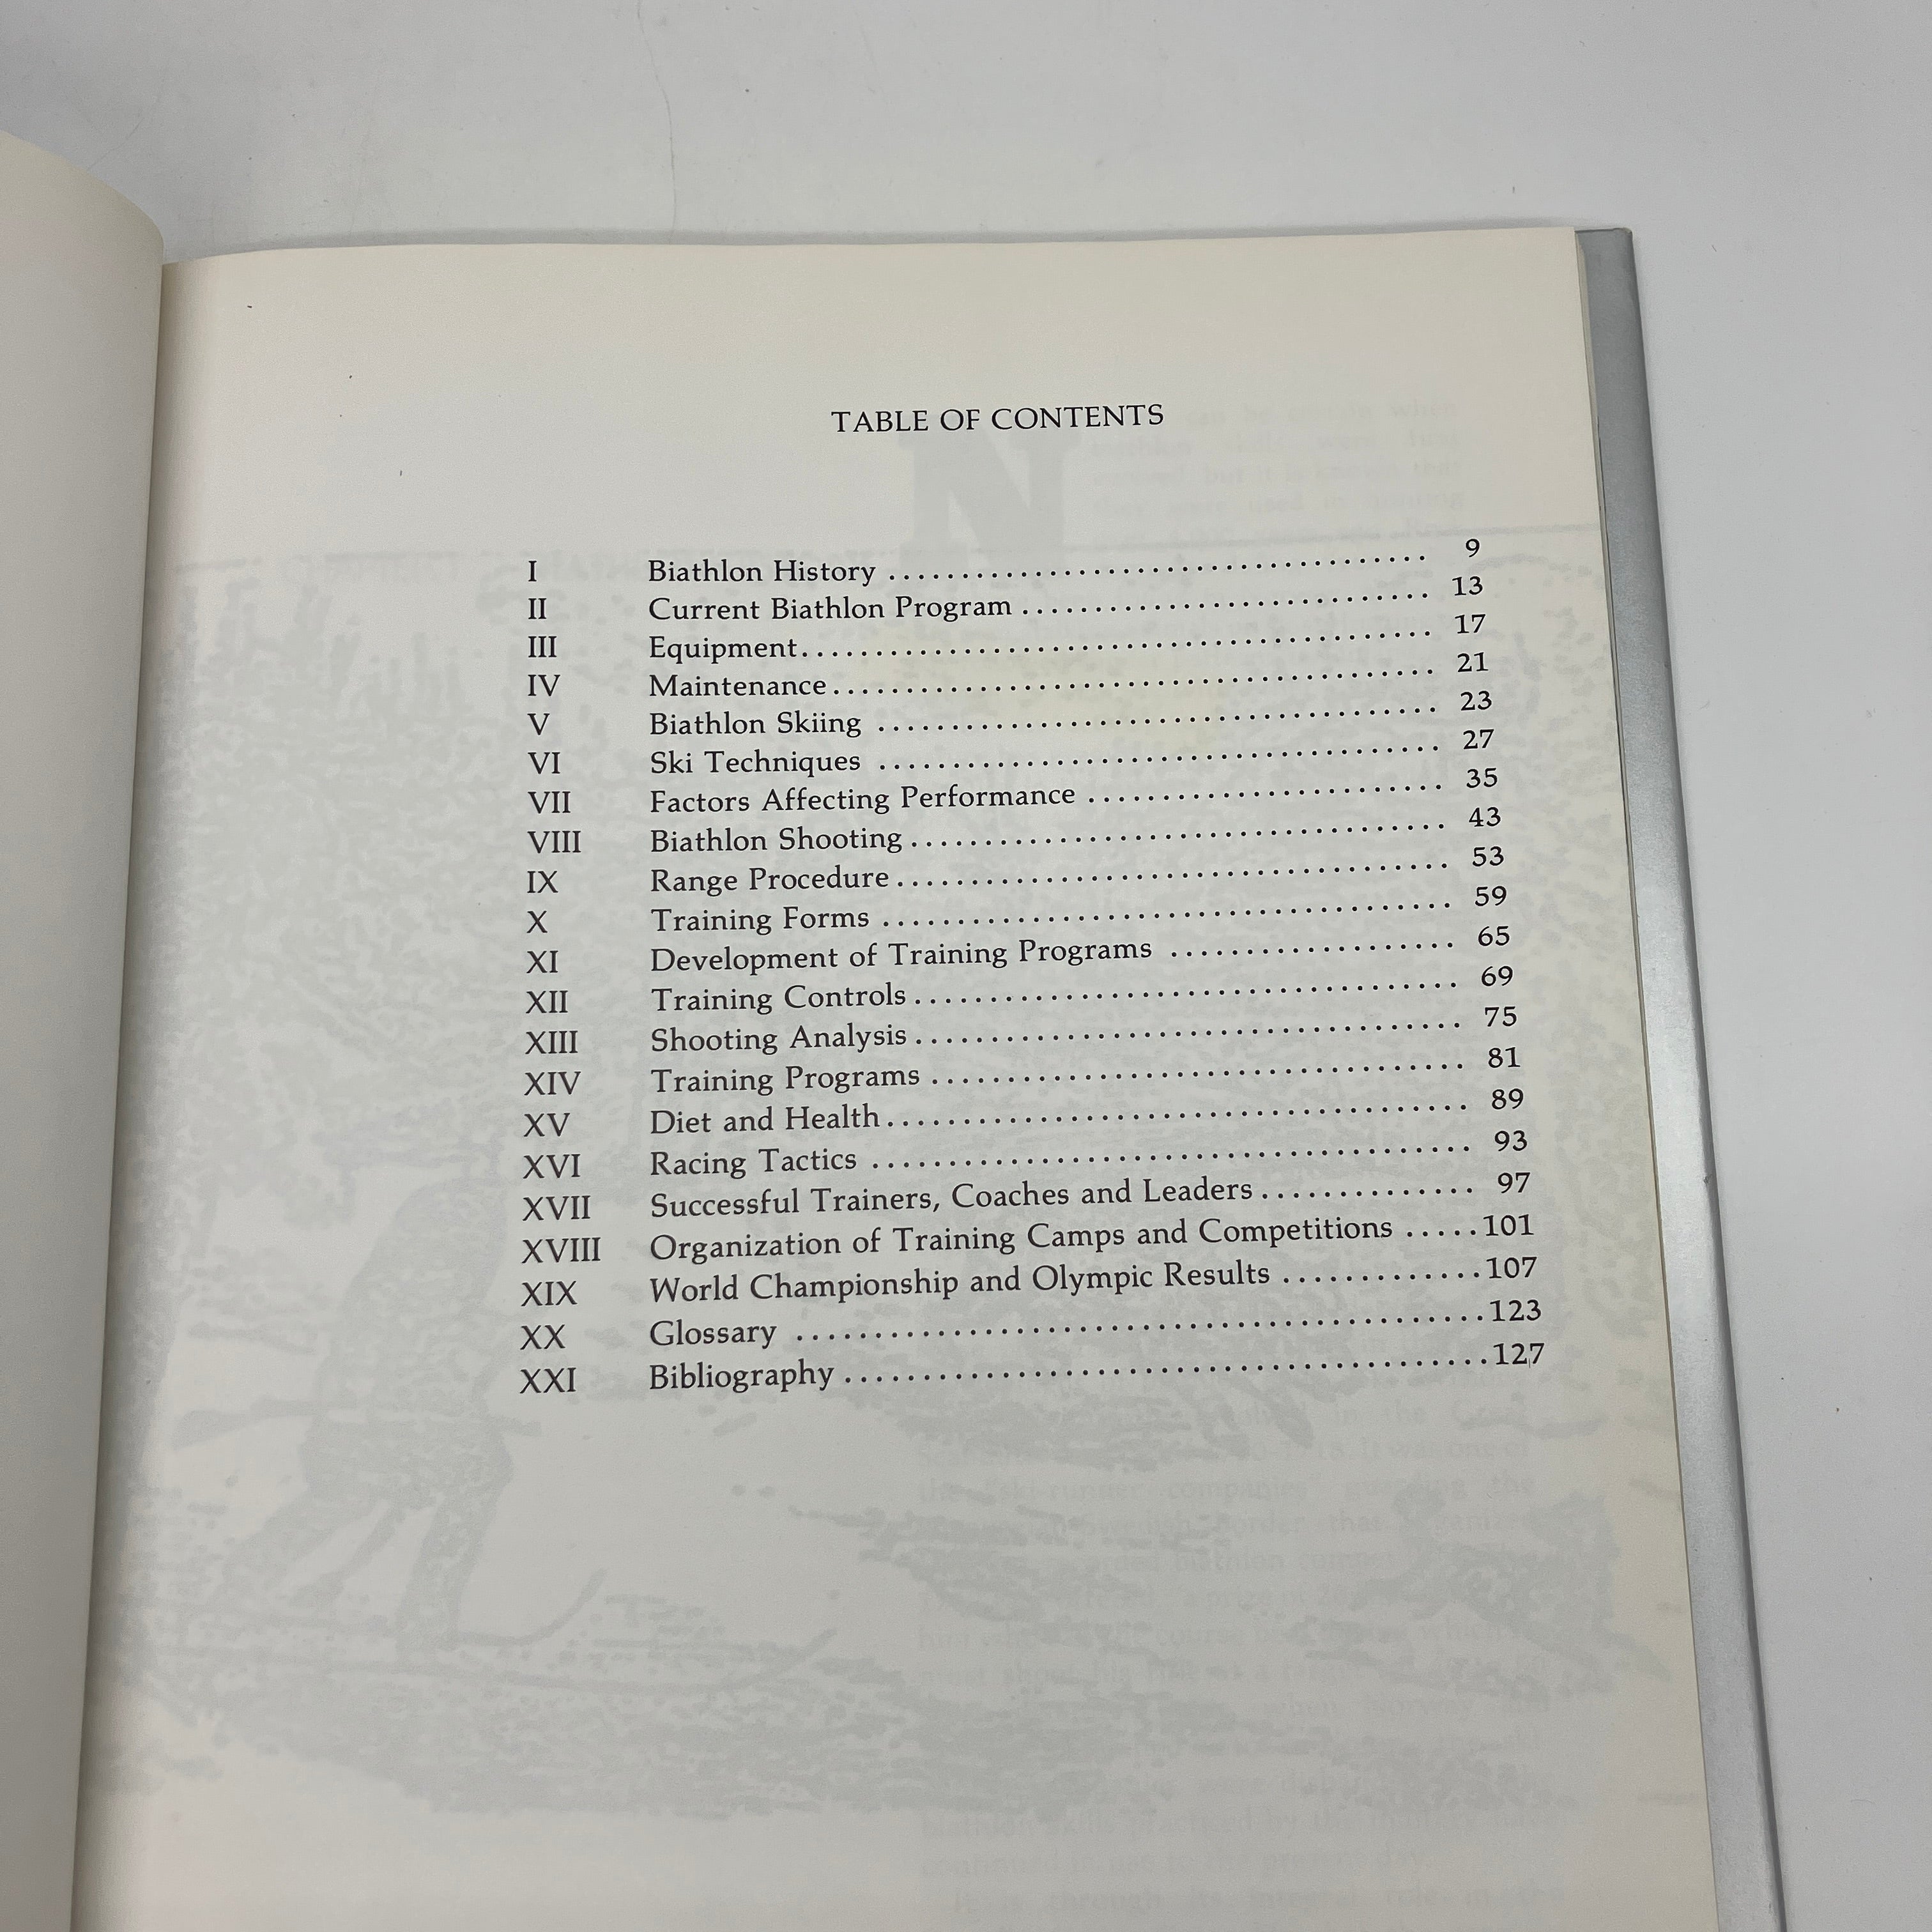 TABLE OF CONTENTS
I Biathlon History ........................................ 9
II Current Biathlon Program ............................ 13
III Equipment............................................ 17
IV Maintenance.......................................... 21
V Biathlon Skiing ...................................... 23
VI Ski Techniques ...................................... 27
VII Factors Affecting Performance ........................ 35
VIII Biathlon Shooting.................................... 43
IX Range Procedure...................................... 53
X Training Forms ...................................... 59
XI Development of Training Programs .................... 65
XII Training Controls.................................... 69
XIII Shooting Analysis.................................... 75
XIV Training Programs .................................. 81
XV Diet and Health...................................... 89
XVI Racing Tactics ...................................... 93
XVII Successful Trainers, Coaches and Leaders.............. 97
XVIII Organization of Training Camps and Competitions .....101
XIX World Championship and Olympic Results .............107
XX Glossary ............................................123
XXI Bibliography ........................................127